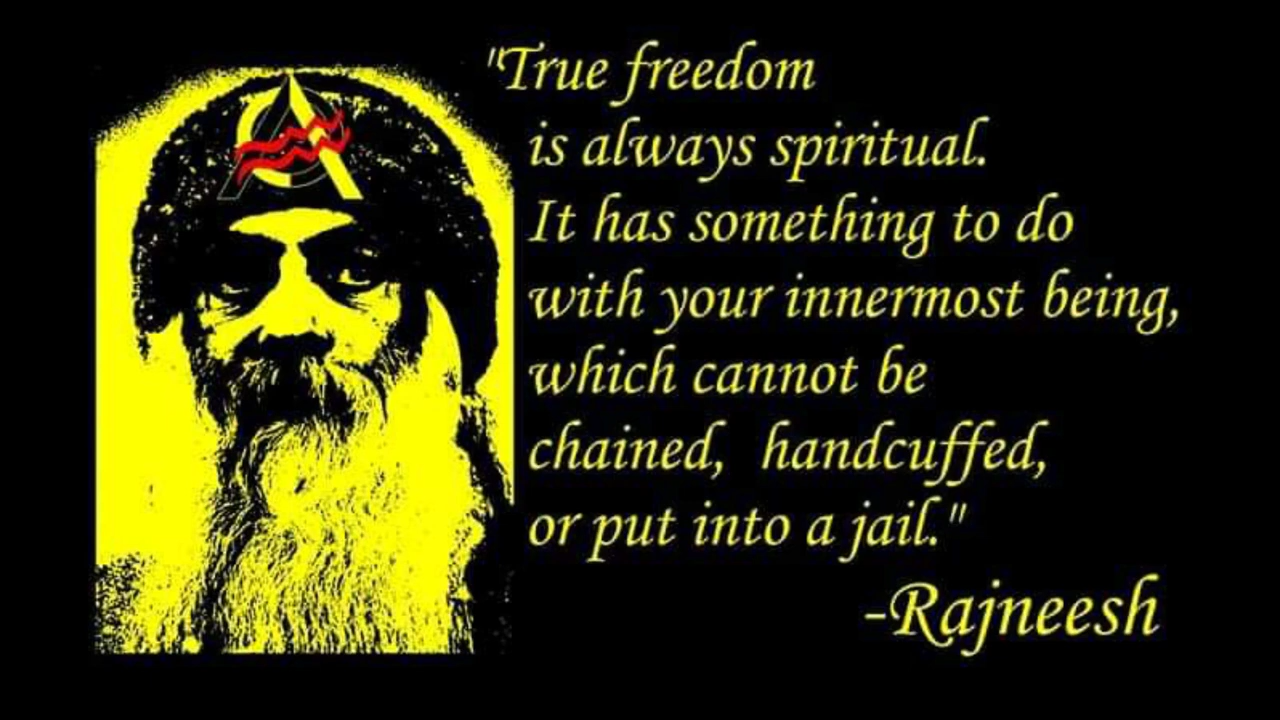 "True freedom
is always spiritual.
It has something to do
with your innermost being,
which cannot be
chained, handcuffed,
or put into a jail."
-Rajneesh